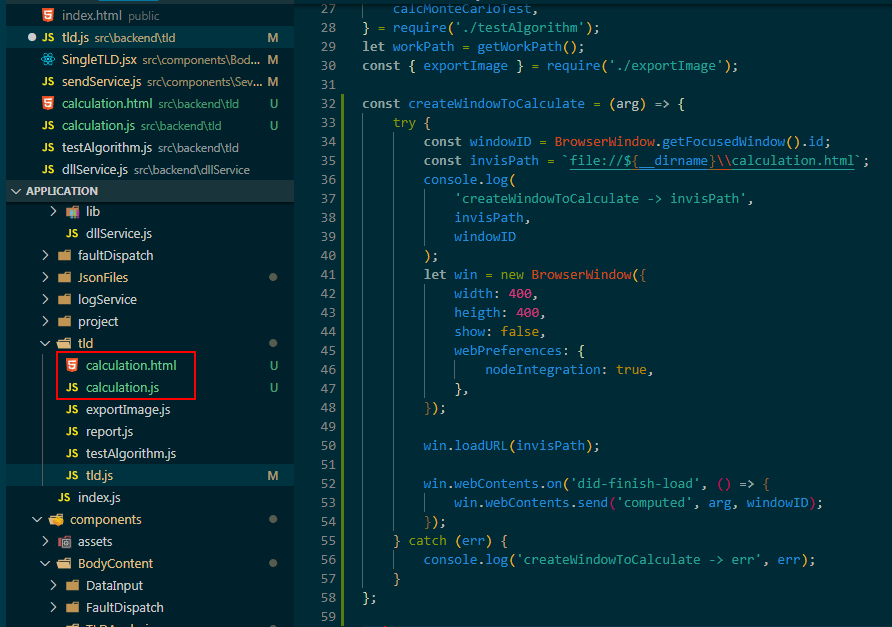 index.html public
JS tld.js src\backend\tld M
SingleTLD.jsx src\components\Bod... M
JS sendService.js src\components\Sev... M
calculation.html src\backend\tld U
JS calculation.js src\backend\tld U
JS testAlgorithm.js src\backend\tld
JS dllService.js src\backend\dllService
APPLICATION
lib
JS dllService.js
faultDispatch
JsonFiles
logService
project
tld
calculation.html U
JS calculation.js U
JS exportImage.js
JS report.js
JS testAlgorithm.js
JS tld.js M
JS index.js
components
assets
BodyContent
DataInput
FaultDispatch
27 calcMonteCarloTest,
28 } = require('./testAlgorithm');
29 let workPath = getWorkPath();
30 const { exportImage } = require('./exportImage');
31
32 const createWindowToCalculate = (arg) => {
33 try {
34 const windowID = BrowserWindow.getFocusedWindow().id;
35 const invisPath = `file://${__dirname}\\calculation.html`;
36 console.log(
37 'createWindowToCalculate -> invisPath',
38 invisPath,
39 windowID
40 );
41 let win = new BrowserWindow({
42 width: 400,
43 heigth: 400,
44 show: false,
45 webPreferences: {
46 nodeIntegration: true,
47 },
48 });
49
50 win.loadURL(invisPath);
51
52 win.webContents.on('did-finish-load', () => {
53 win.webContents.send('computed', arg, windowID);
54 });
55 } catch (err) {
56 console.log('createWindowToCalculate -> err', err);
57 }
58 };
59